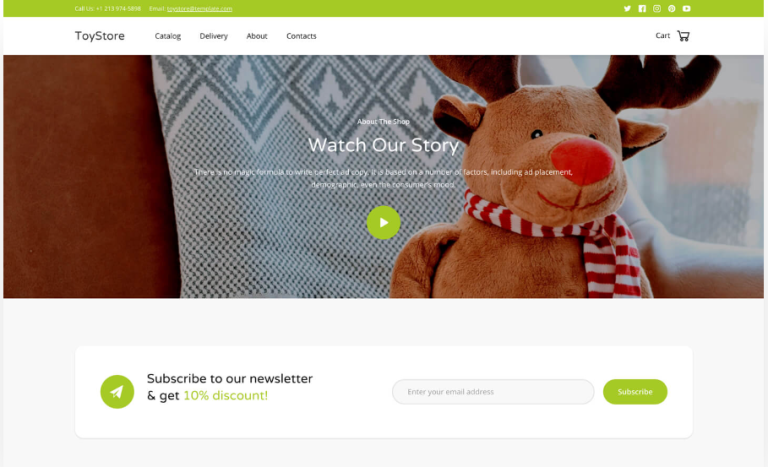 Call Us: +1 213 974-5898 Email: toystore@template.com
ToyStore Catalog Delivery About Contacts Cart
About The Shop
Watch Our Story
There is no magic formula to write perfect ad copy. It is based on a number of factors, including ad placement,
demographic, even the consumer's mood.
Subscribe to our newsletter
& get 10% discount!
Enter your email address Subscribe